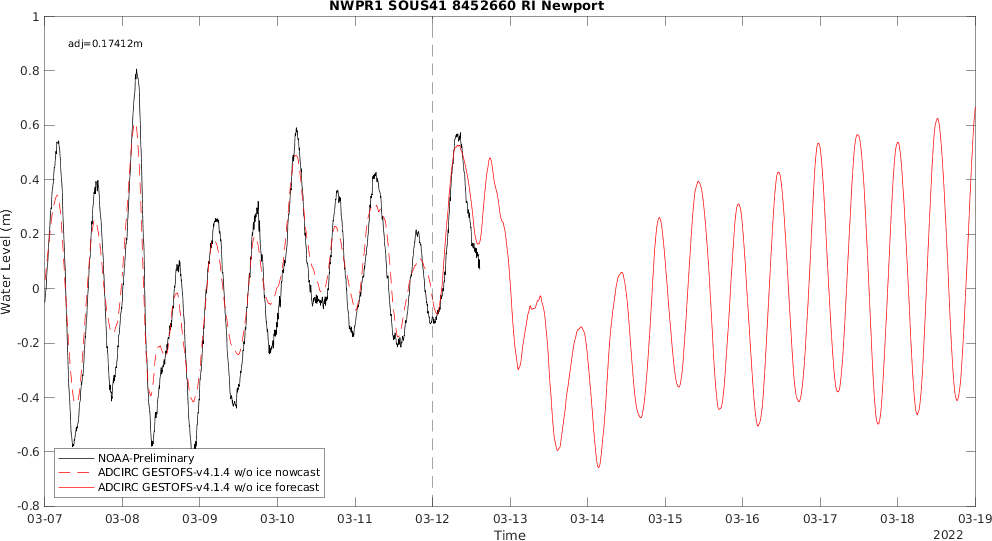 NWPR1 SOUS41 8452660 RI Newport
adj=0.17412m
Water Level (m)
1
0.8
0.6
0.4
0.2
0
-0.2
-0.4
-0.6
-0.8
NOAA-Preliminary
ADCIRC GESTOFS-v4.1.4 w/o ice nowcast
ADCIRC GESTOFS-v4.1.4 w/o ice forecast
03-07 03-08 03-09 03-10 03-11 03-12 03-13 03-14 03-15 03-16 03-17 03-18 03-19
Time
2022